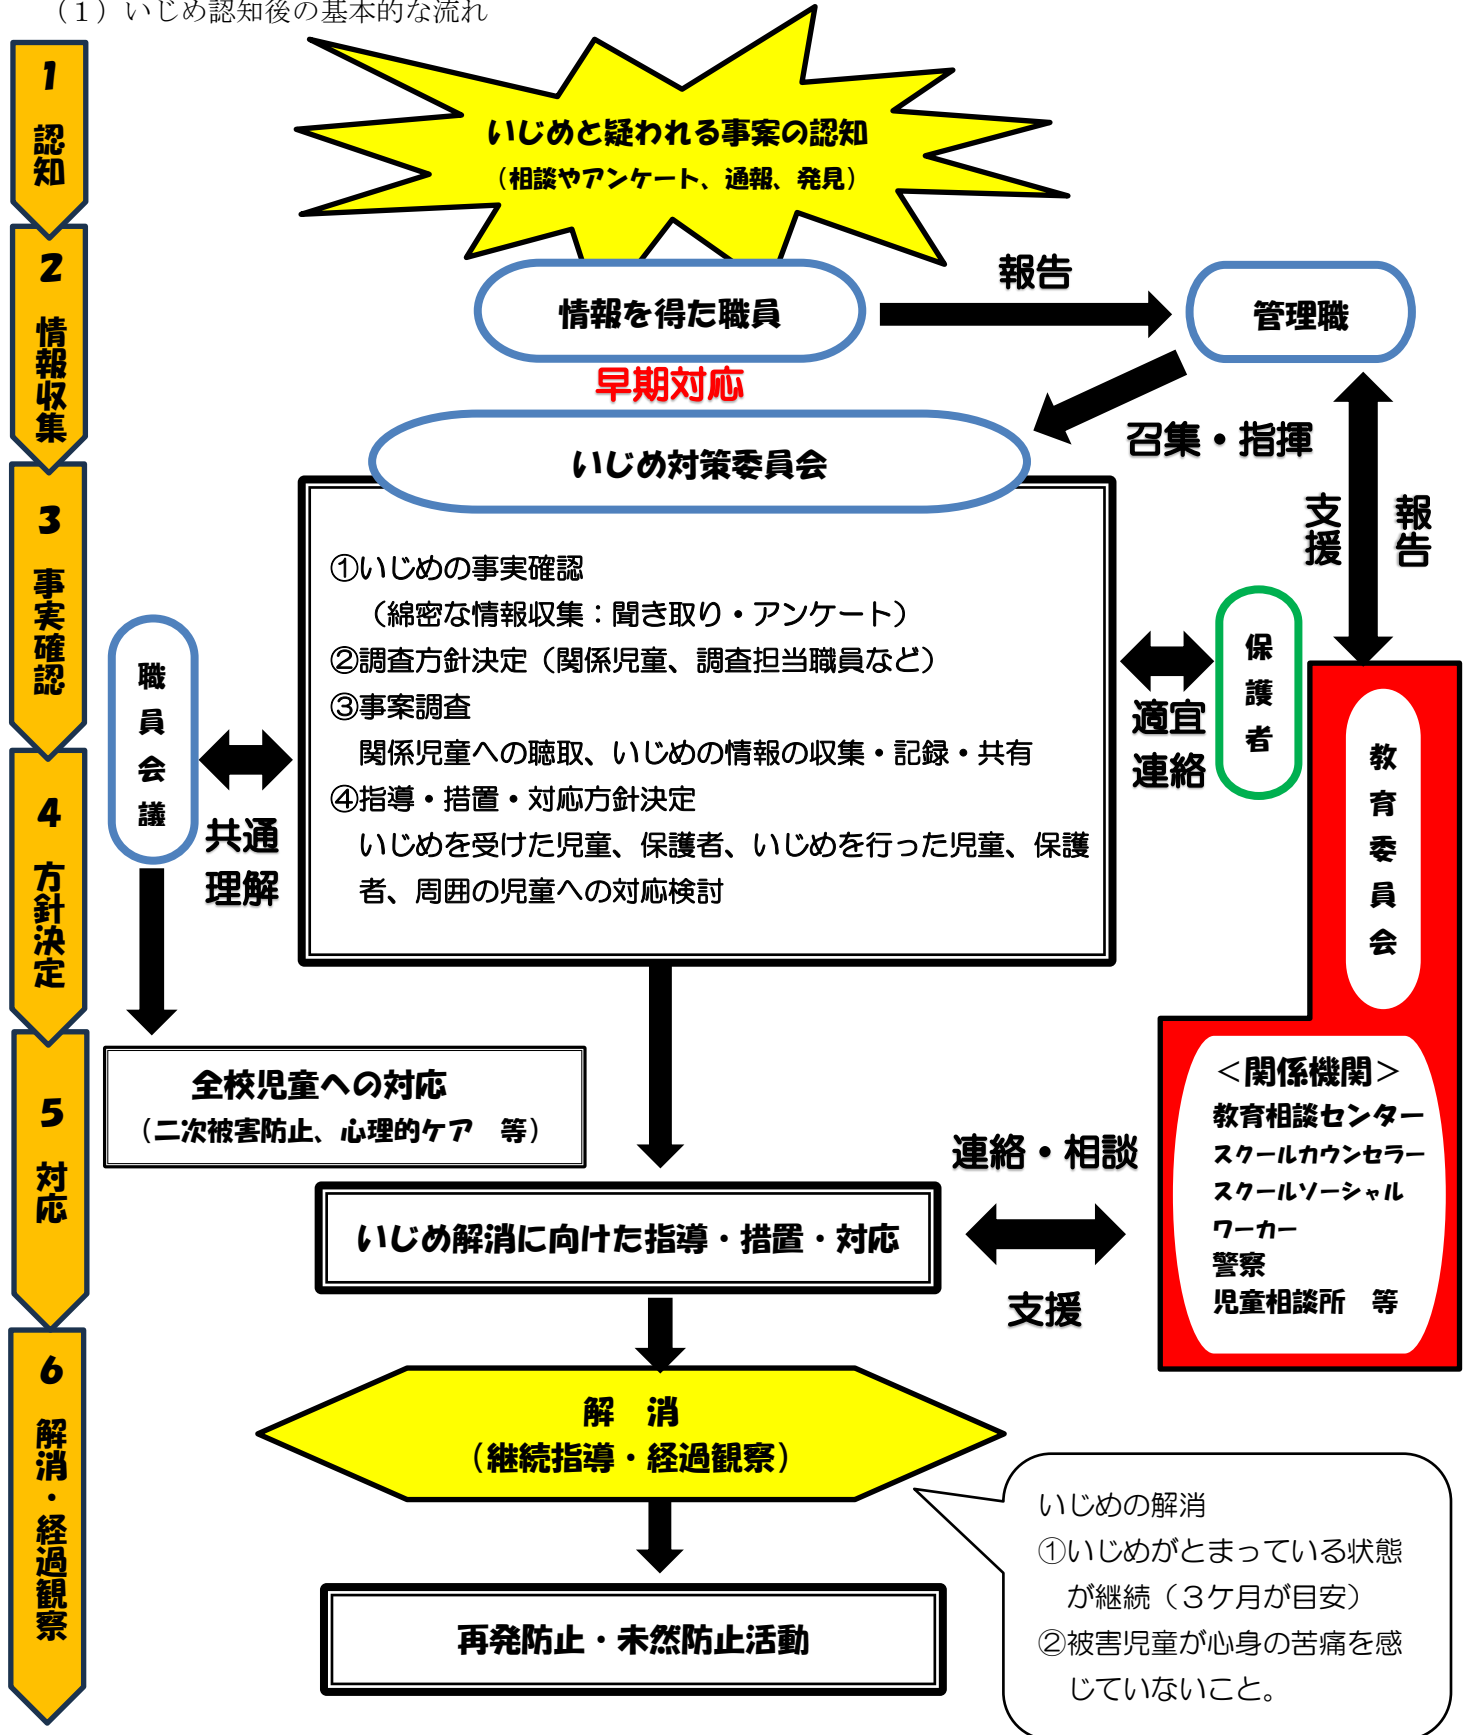 （１）いじめ認知後の基本的な流れ
1
認知
2
情報収集
3
事実確認
4
方針決定
5
対応
6
解消・経過観察
いじめと疑われる事案の認知
（相談やアンケート、通報、発見）
情報を得た職員
報告
管理職
早期対応
召集・指揮
いじめ対策委員会
支援
報告
①いじめの事実確認
（綿密な情報収集：聞き取り・アンケート）
②調査方針決定（関係児童、調査担当職員など）
③事案調査
関係児童への聴取、いじめの情報の収集・記録・共有
④指導・措置・対応方針決定
いじめを受けた児童、保護者、いじめを行った児童、保護
者、周囲の児童への対応検討
職員会議
共通
理解
保護者
適宜
連絡
教育委員会
全校児童への対応
（二次被害防止、心理的ケア　等）
＜関係機関＞
教育相談センター
スクールカウンセラー
スクールソーシャル
ワーカー
警察
児童相談所　等
連絡・相談
支援
いじめ解消に向けた指導・措置・対応
解　消
（継続指導・経過観察）
いじめの解消
①いじめがとまっている状態
が継続（３ケ月が目安）
②被害児童が心身の苦痛を感
じていないこと。
再発防止・未然防止活動